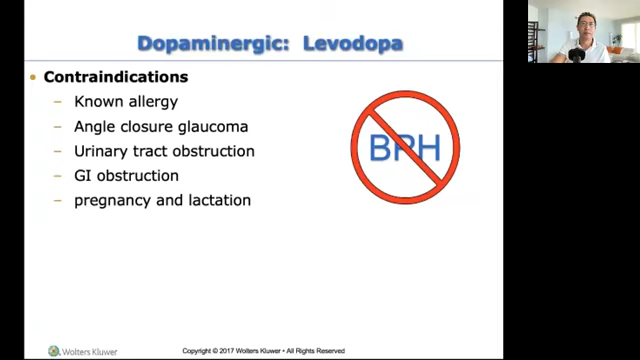 Dopaminergic: Levodopa
• Contraindications
– Known allergy
– Angle closure glaucoma
– Urinary tract obstruction
– GI obstruction
– pregnancy and lactation
BPH
Wolters Kluwer
Copyright © 2017 Wolters Kluwer • All Rights Reserved